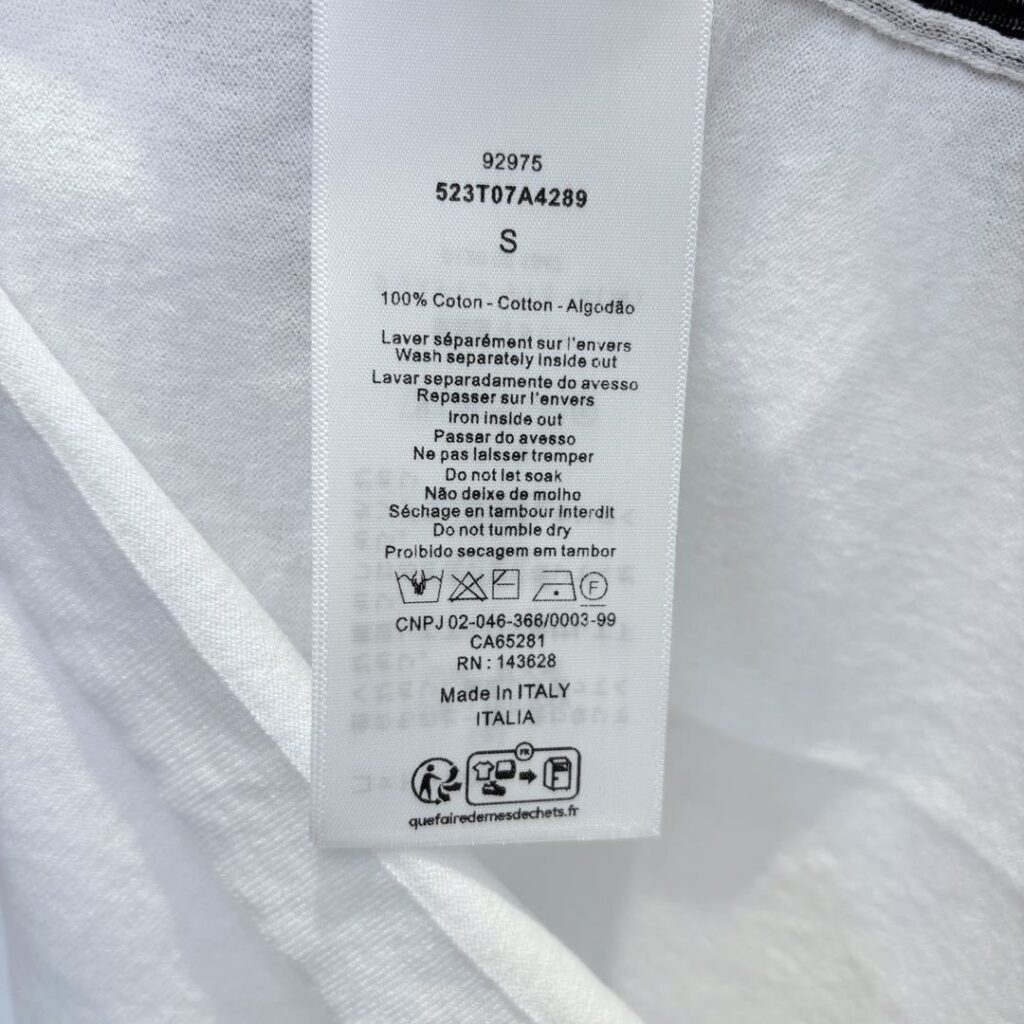 92975
523T07A4289
S
100% Coton - Cotton - Algodão
Laver séparément sur l'envers
Wash separately inside out
Lavar separadamente do avesso
Repasser sur l'envers
Iron inside out
Passar do avesso
Ne pas laisser tremper
Do not let soak
Não deixe de molho
Séchage en tambour interdit
Do not tumble dry
Proibido secagem em tambor
F
CNPJ 02-046-366/0003-99
CA65281
RN : 143628
Made in ITALY
ITALIA
FR
quefairedemesdechets.fr